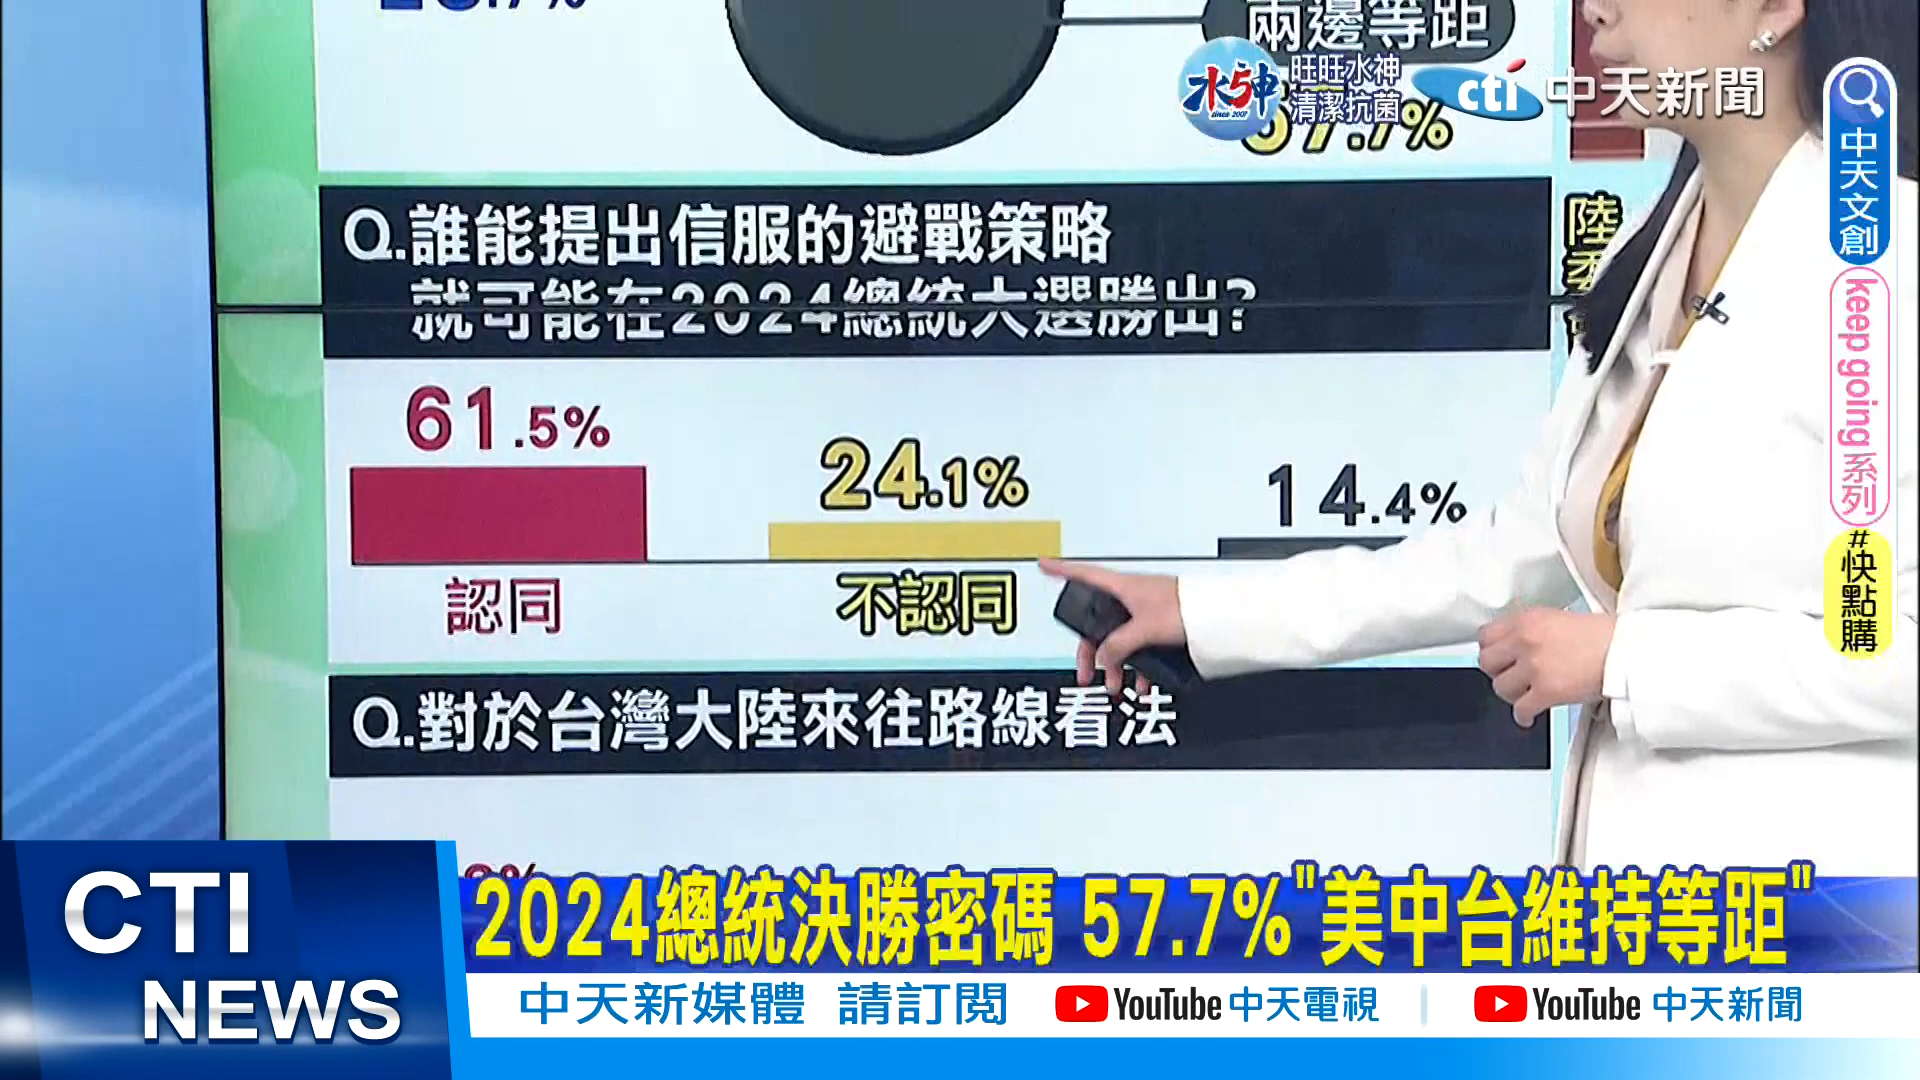 兩邊等距
水神
since 2007
旺旺水神
清潔抗菌
cti 中天新聞
57.7%
Q.誰能提出信服的避戰策略
就可能在2024總統大選勝出?
陸委
61.5%
24.1%
14.4%
認同
不認同
Q.對於台灣大陸來往路線看法
中天文創
keep going 系列
#快點購
CTI
NEWS
2024總統決勝密碼 57.7%"美中台維持等距"
中天新媒體 請訂閱 YouTube 中天電視 YouTube 中天新聞